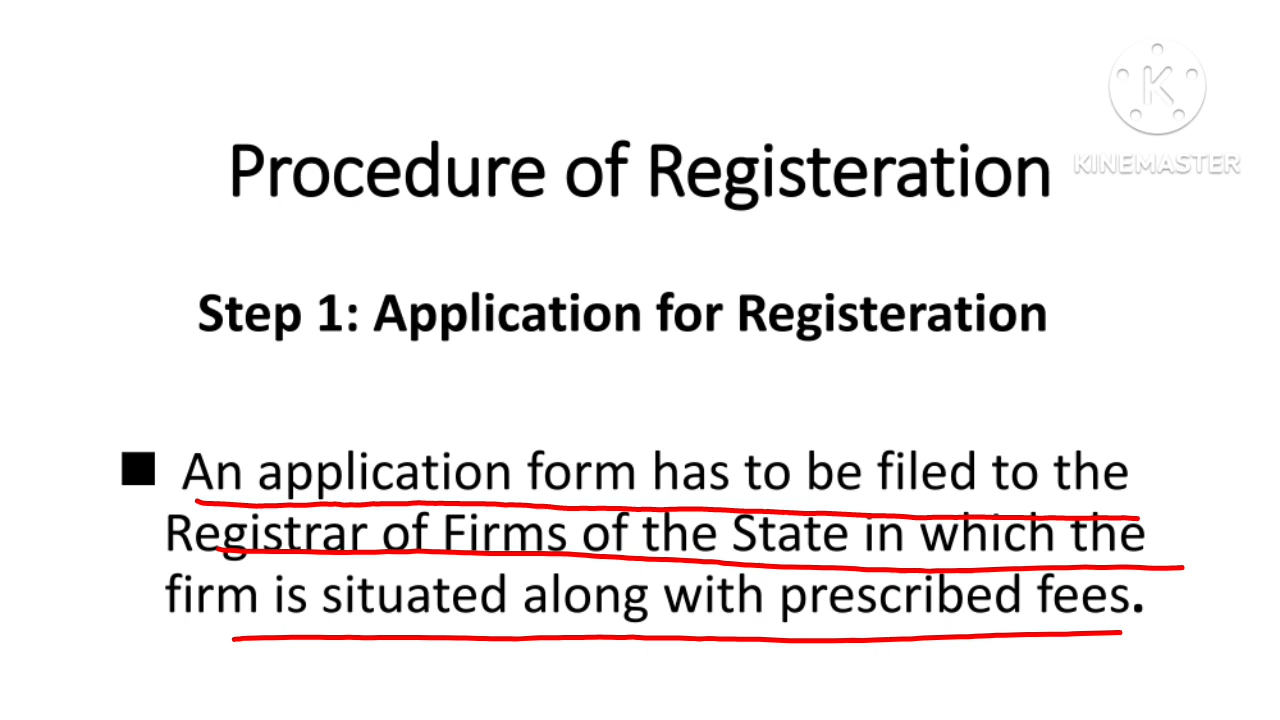 K
KINEMASTER
Procedure of Registeration
Step 1: Application for Registeration
An application form has to be filed to the
Registrar of Firms of the State in which the
firm is situated along with prescribed fees.